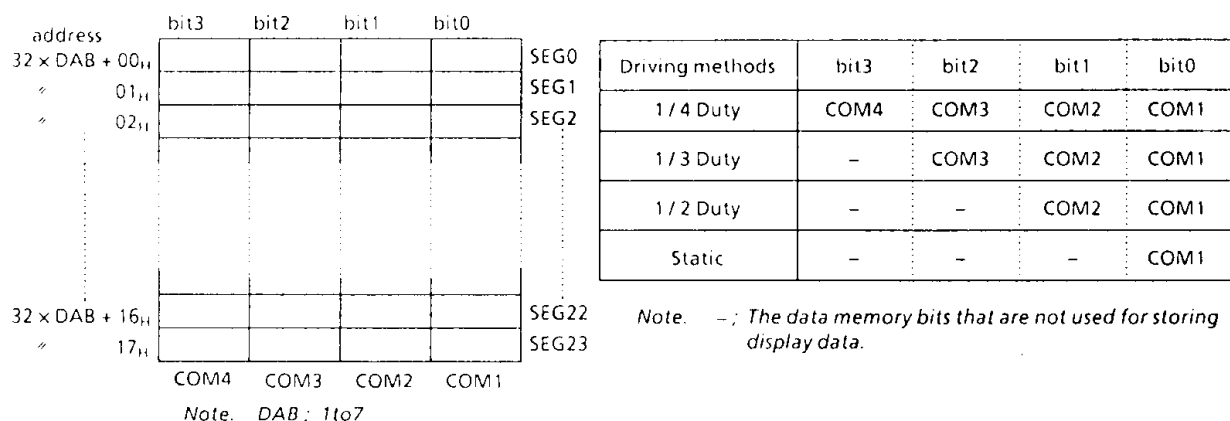 bit3 bit2 bit1 bit0
address
32 × DAB + 00H SEG0
〃 01H SEG1
〃 02H SEG2
32 × DAB + 16H SEG22
〃 17H SEG23
COM4 COM3 COM2 COM1
Note. DAB ; 1to7
Driving methods bit3 bit2 bit1 bit0
1 / 4 Duty COM4 COM3 COM2 COM1
1 / 3 Duty – COM3 COM2 COM1
1 / 2 Duty – – COM2 COM1
Static – – – COM1
Note. – ; The data memory bits that are not used for storing
display data.